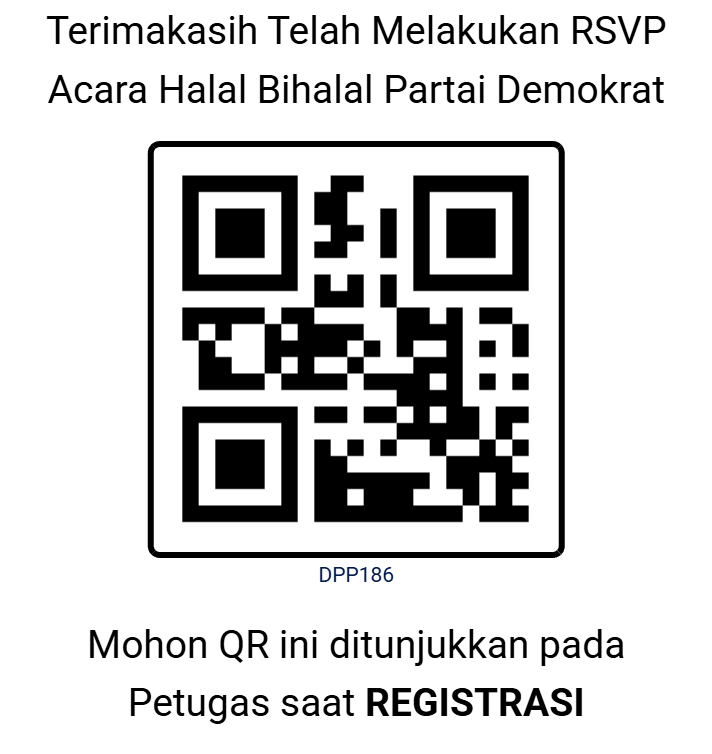 Terimakasih Telah Melakukan RSVP
Acara Halal Bihalal Partai Demokrat
DPP186
Mohon QR ini ditunjukkan pada
Petugas saat REGISTRASI